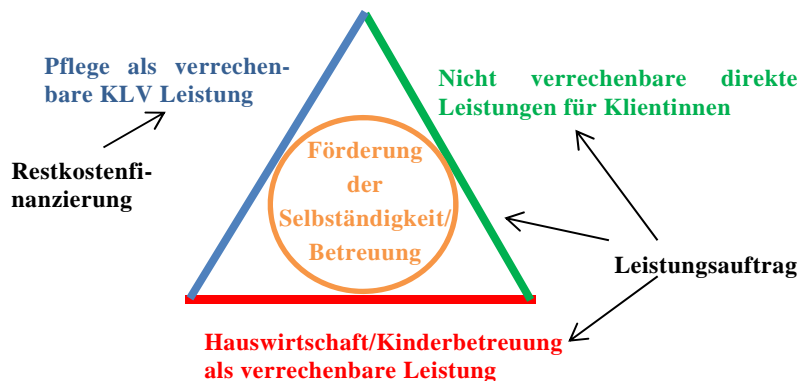 Pflege als verrechen-
bare KLV Leistung
Nicht verrechenbare direkte
Leistungen für Klientinnen
Restkostenfi-
nanzierung
Förderung
der
Selbständigkeit/
Betreuung
Leistungsauftrag
Hauswirtschaft/Kinderbetreuung
als verrechenbare Leistung